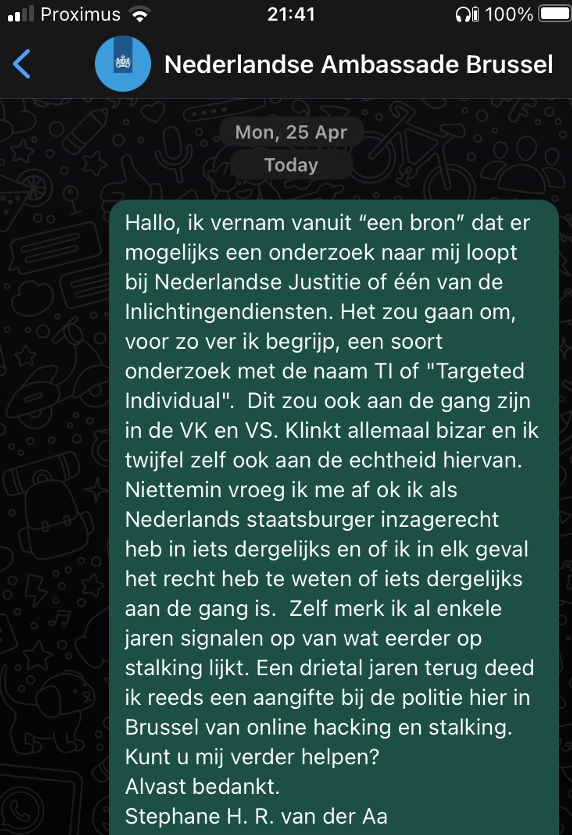 Proximus 21:41 100%
Nederlandse Ambassade Brussel
Mon, 25 Apr
Today
Hallo, ik vernam vanuit “een bron” dat er
mogelijks een onderzoek naar mij loopt
bij Nederlandse Justitie of één van de
Inlichtingendiensten. Het zou gaan om,
voor zo ver ik begrijp, een soort
onderzoek met de naam TI of "Targeted
Individual".  Dit zou ook aan de gang zijn
in de VK en VS. Klinkt allemaal bizar en ik
twijfel zelf ook aan de echtheid hiervan.
Niettemin vroeg ik me af ok ik als
Nederlands staatsburger inzagerecht
heb in iets dergelijks en of ik in elk geval
het recht heb te weten of iets dergelijks
aan de gang is.  Zelf merk ik al enkele
jaren signalen op van wat eerder op
stalking lijkt. Een drietal jaren terug deed
ik reeds een aangifte bij de politie hier in
Brussel van online hacking en stalking.
Kunt u mij verder helpen?
Alvast bedankt.
Stephane H. R. van der Aa